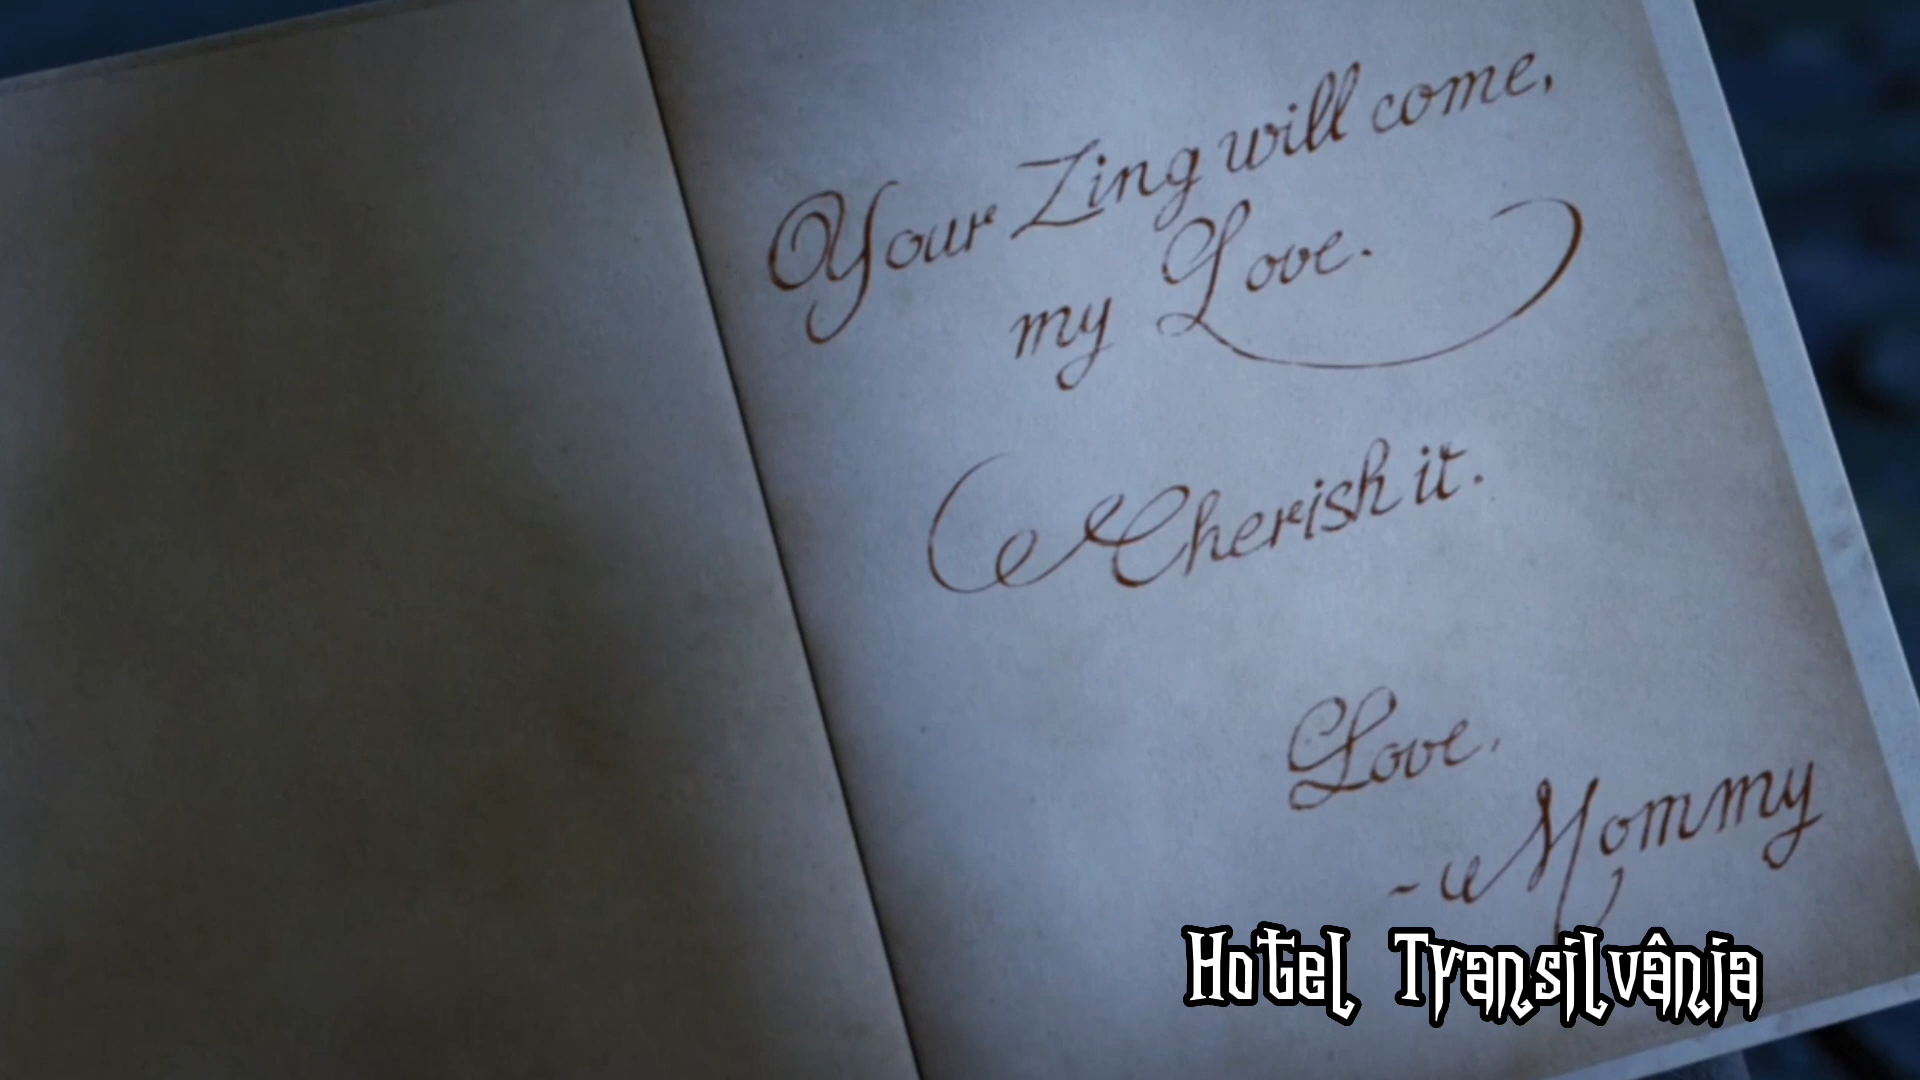 Your Zing will come,
my Love.
Cherish it.
Love,
- Mommy
Hotel Transilvânia